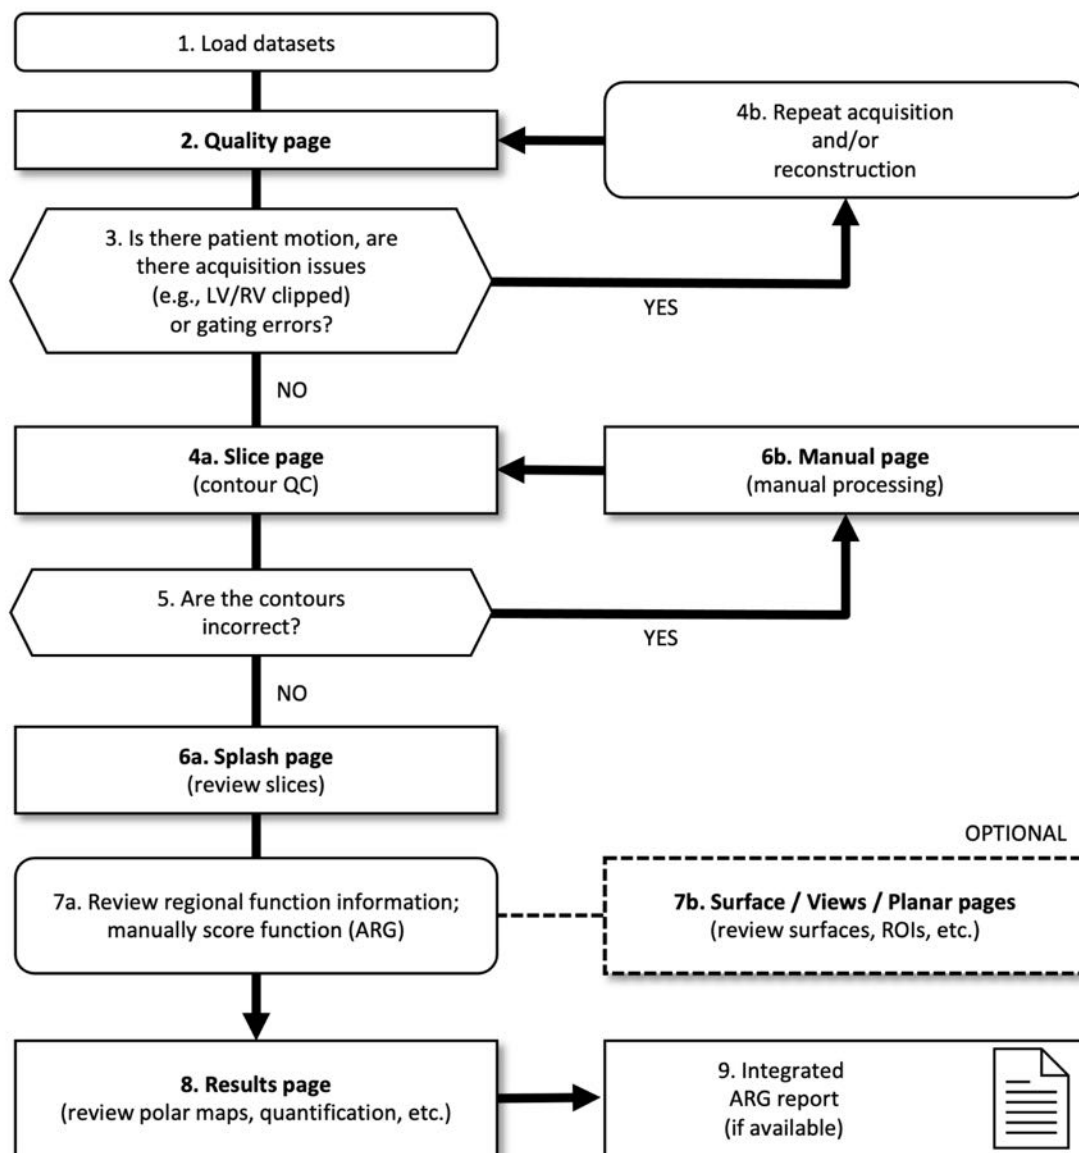 1. Load datasets
2. Quality page
4b. Repeat acquisition
and/or
reconstruction
3. Is there patient motion, are
there acquisition issues
(e.g., LV/RV clipped)
or gating errors?
YES
NO
4a. Slice page
(contour QC)
6b. Manual page
(manual processing)
5. Are the contours
incorrect?
YES
NO
6a. Splash page
(review slices)
OPTIONAL
7a. Review regional function information;
manually score function (ARG)
7b. Surface / Views / Planar pages
(review surfaces, ROIs, etc.)
8. Results page
(review polar maps, quantification, etc.)
9. Integrated
ARG report
(if available)